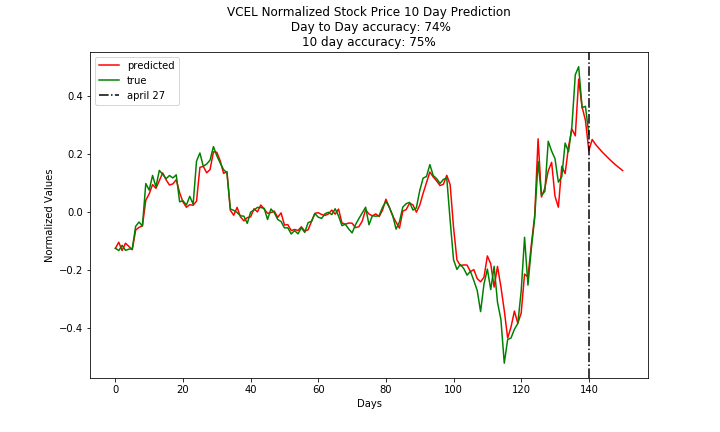 VCEL Normalized Stock Price 10 Day Prediction
Day to Day accuracy: 74%
10 day accuracy: 75%
predicted
true
april 27
Normalized Values
0.4
0.2
0.0
−0.2
−0.4
0 20 40 60 80 100 120 140
Days